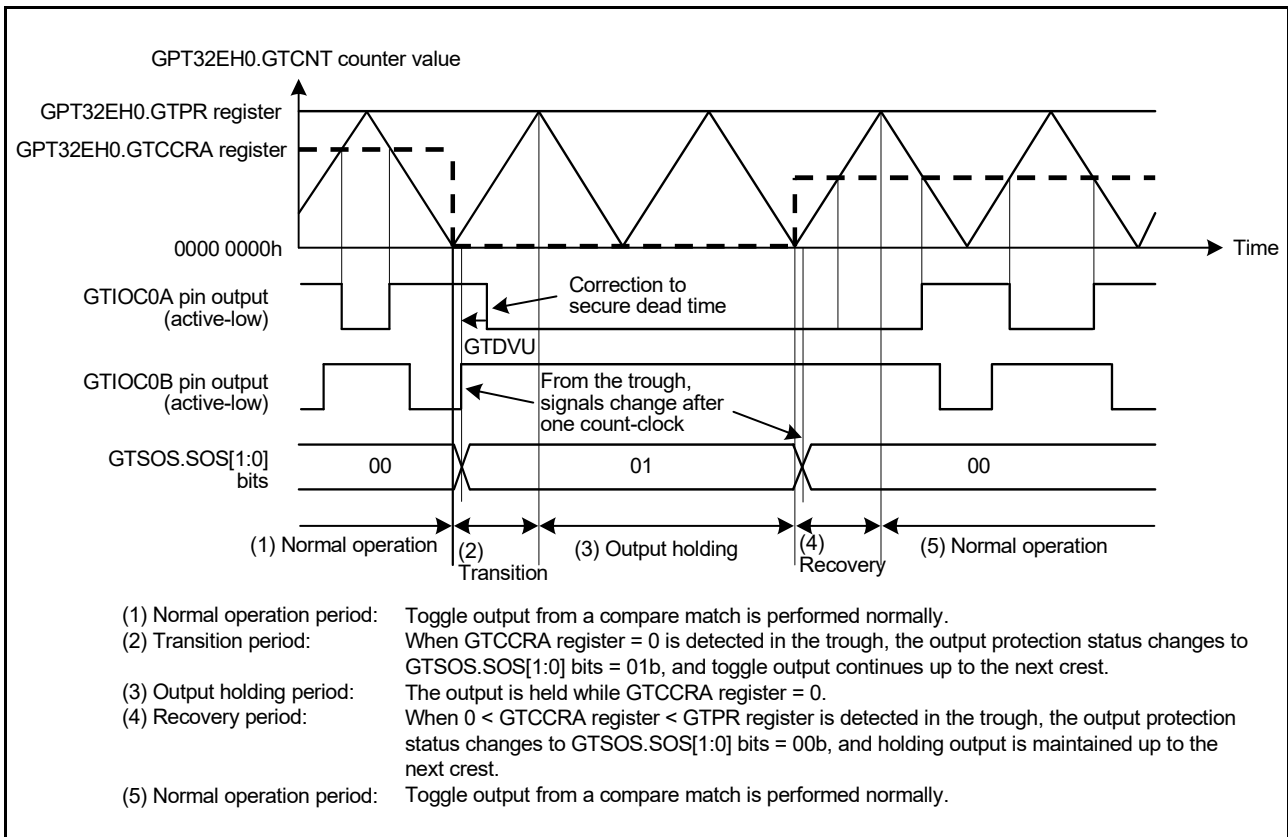 GPT32EH0.GTCNT counter value
GPT32EH0.GTPR register
GPT32EH0.GTCCRA register
0000 0000h
Time
GTIOC0A pin output
(active-low)
Correction to
secure dead time
GTDVU
GTIOC0B pin output
(active-low)
From the trough,
signals change after
one count-clock
GTSOS.SOS[1:0]
bits
00
01
00
(1) Normal operation
(2)
Transition
(3) Output holding
(4)
Recovery
(5) Normal operation
(1) Normal operation period: Toggle output from a compare match is performed normally.
(2) Transition period: When GTCCRA register = 0 is detected in the trough, the output protection status changes to
GTSOS.SOS[1:0] bits = 01b, and toggle output continues up to the next crest.
(3) Output holding period: The output is held while GTCCRA register = 0.
(4) Recovery period: When 0 < GTCCRA register < GTPR register is detected in the trough, the output protection
status changes to GTSOS.SOS[1:0] bits = 00b, and holding output is maintained up to the
next crest.
(5) Normal operation period: Toggle output from a compare match is performed normally.